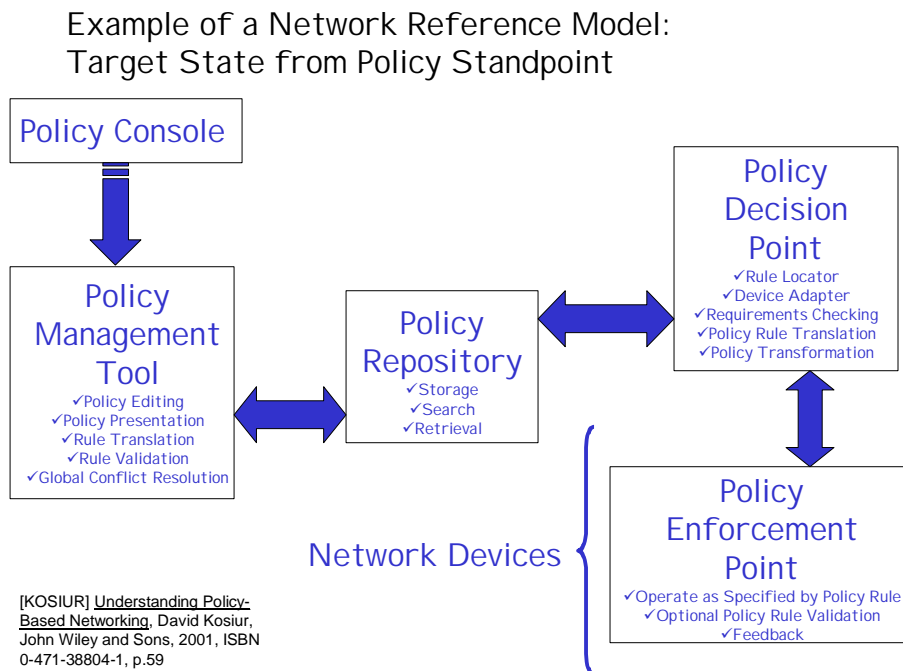 Example of a Network Reference Model:
Target State from Policy Standpoint
Policy Console
Policy
Management
Tool
✓Policy Editing
✓Policy Presentation
✓Rule Translation
✓Rule Validation
✓Global Conflict Resolution
Policy
Repository
✓Storage
✓Search
✓Retrieval
Policy
Decision
Point
✓Rule Locator
✓Device Adapter
✓Requirements Checking
✓Policy Rule Translation
✓Policy Transformation
Network Devices
Policy
Enforcement
Point
✓Operate as Specified by Policy Rule
✓Optional Policy Rule Validation
✓Feedback
[KOSIUR] Understanding Policy-
Based Networking, David Kosiur,
John Wiley and Sons, 2001, ISBN
0-471-38804-1, p.59